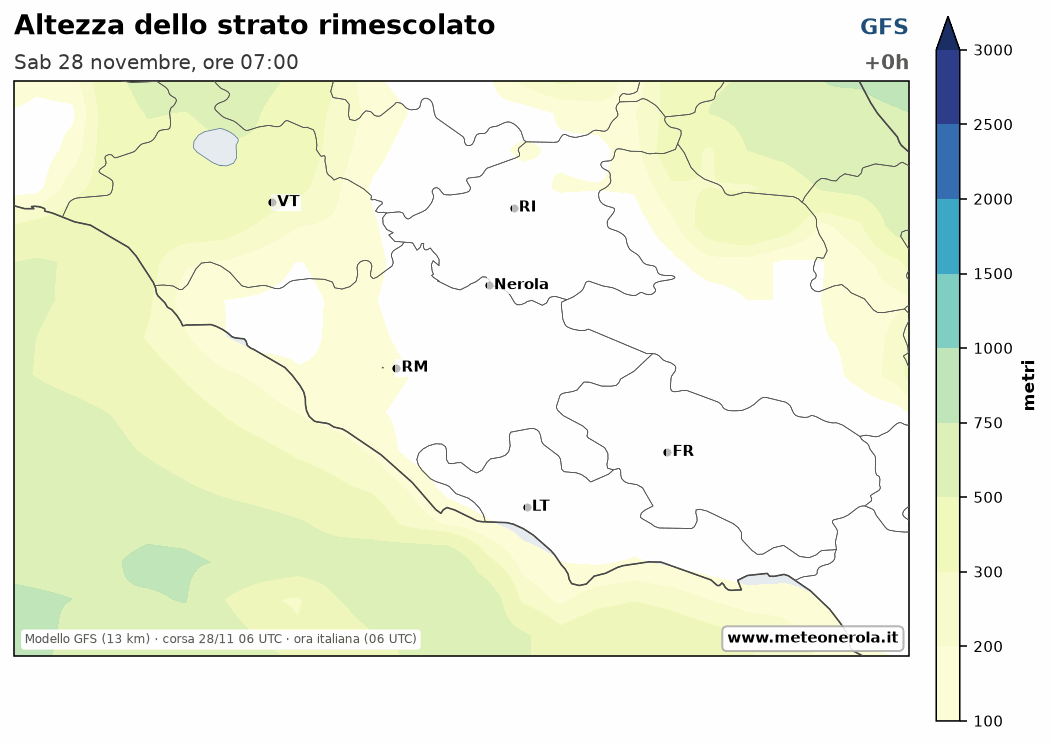 Altezza dello strato rimescolato
GFS
Sab 28 novembre, ore 07:00
+0h
3000
2500
2000
1500
1000
750
500
300
200
100
metri
VT
RI
Nerola
RM
FR
LT
Modello GFS (13 km) · corsa 28/11 06 UTC · ora italiana (06 UTC)
www.meteonerola.it